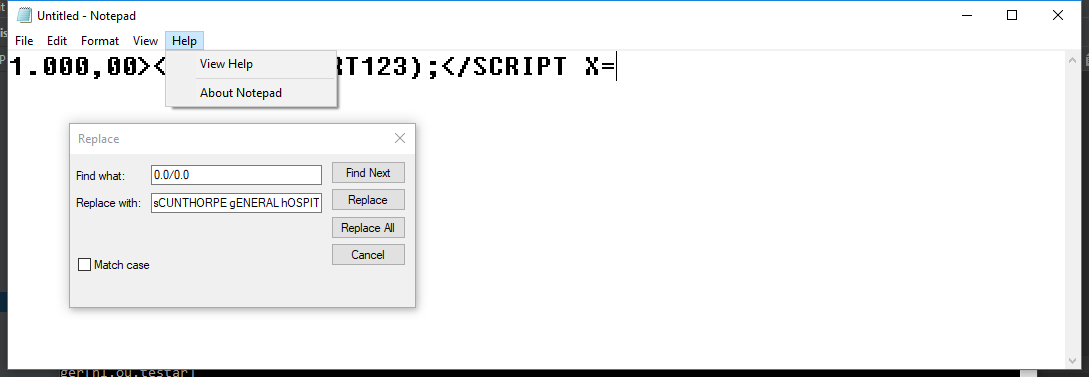 Untitled - Notepad
File Edit Format View Help
1.000,00>< RT123);</SCRIPT X=
View Help
About Notepad
Replace
Find what: 0.0/0.0 Find Next
Replace with: sCUNTHORPE gENERAL hOSPIT Replace
Replace All
Cancel
Match case
ger[n1.ou.testar]